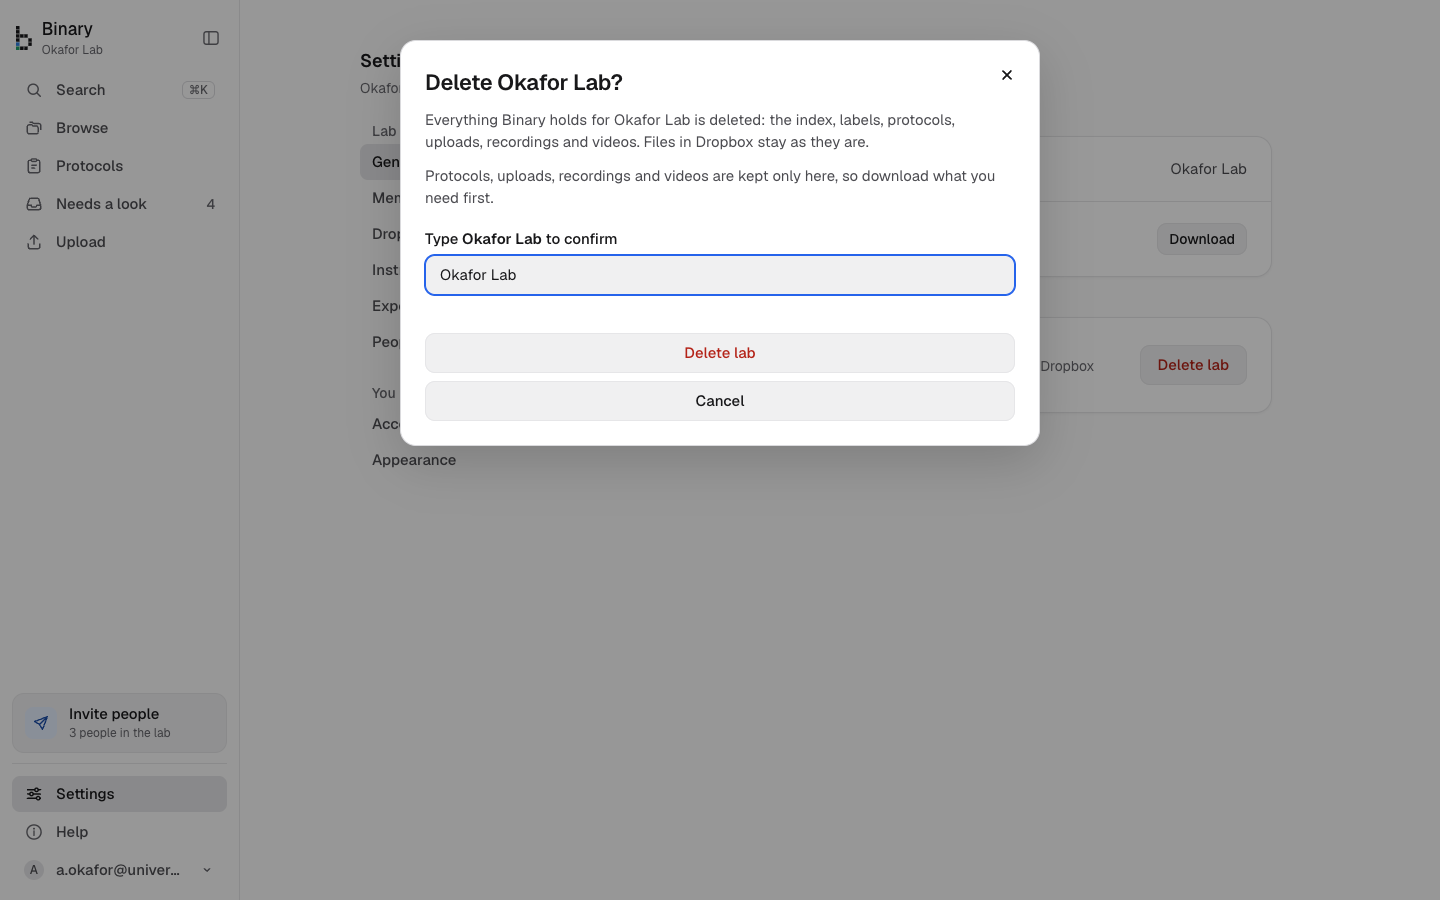 Binary
Okafor Lab
Search
⌘K
Browse
Protocols
Needs a look
4
Upload
Invite people
3 people in the lab
Settings
Help
A
a.okafor@univer...
Lab
You
Appearance
Okafor Lab
Download
Dropbox
Delete lab
Delete Okafor Lab?
Everything Binary holds for Okafor Lab is deleted: the index, labels, protocols,
uploads, recordings and videos. Files in Dropbox stay as they are.
Protocols, uploads, recordings and videos are kept only here, so download what you
need first.
Type Okafor Lab to confirm
Okafor Lab
Delete lab
Cancel